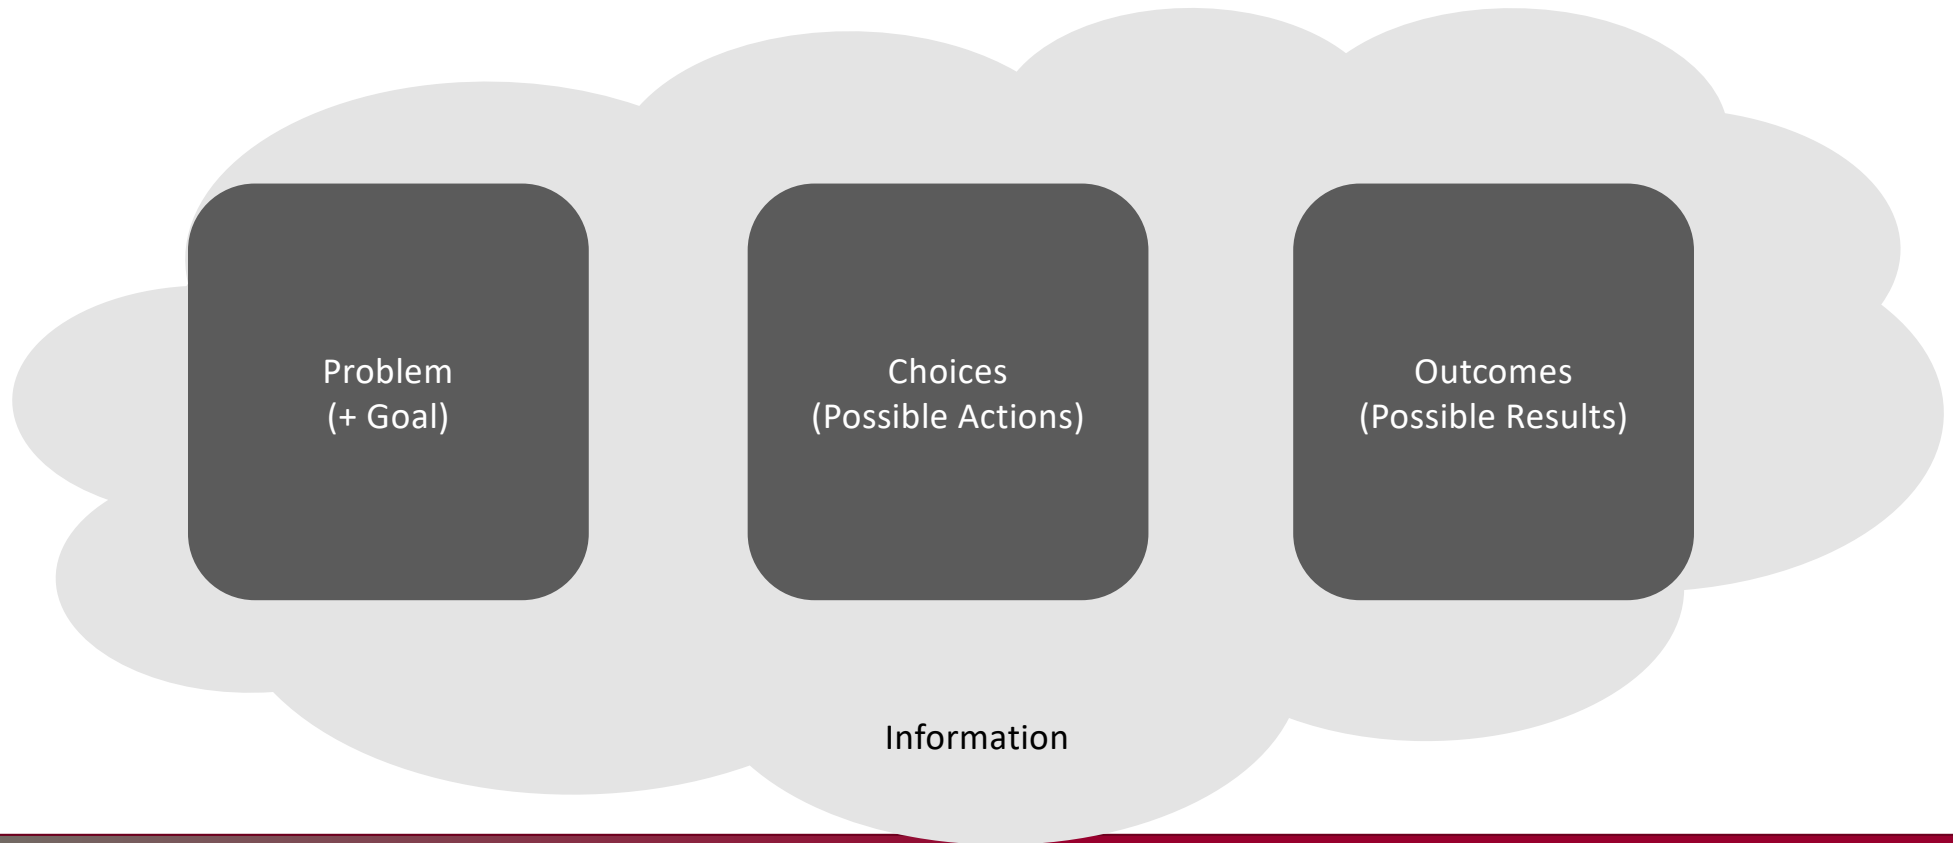 Problem
(+ Goal)
Choices
(Possible Actions)
Outcomes
(Possible Results)
Information